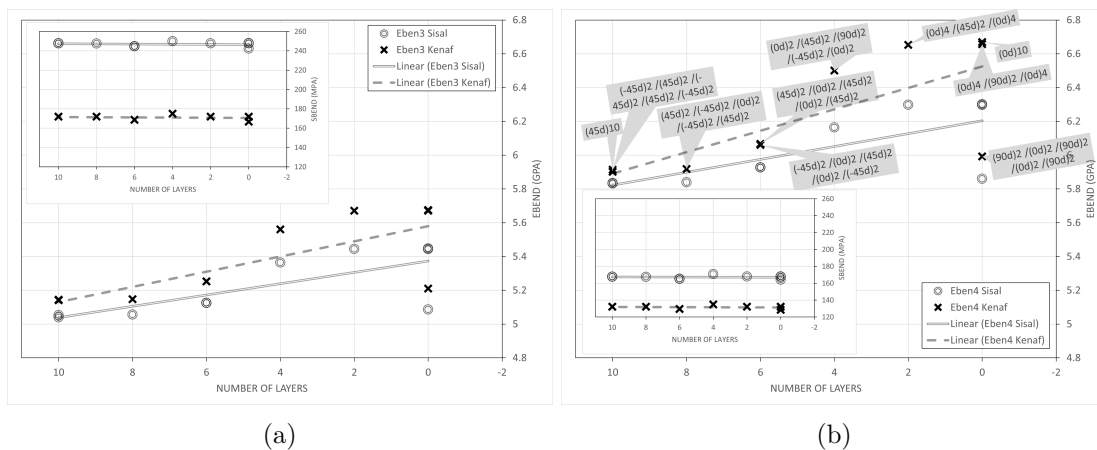 6.8
6.6
6.4
6.2
6
5.8
5.6
5.4
5.2
5
4.8
EBEND (GPA)
10
8
6
4
2
0
-2
NUMBER OF LAYERS
Eben3 Sisal
Eben3 Kenaf
Linear (Eben3 Sisal)
Linear (Eben3 Kenaf)
260
240
220
200
180
160
140
120
SBEND (MPA)
10
8
6
4
2
0
-2
NUMBER OF LAYERS
(a)
6.8
6.6
6.4
6.2
6
5.8
5.6
5.4
5.2
5
4.8
EBEND (GPA)
10
8
6
4
2
0
-2
NUMBER OF LAYERS
(0d)2 /(45d)2 /(90d)2
/(-45d)2 /(0d)2
(0d)4 /(45d)2 /(0d)4
(0d)10
(0d)4 /(90d)2 /(0d)4
(-45d)2 /(45d)2 /(-
45d)2 /(45d)2 /(-45d)2
(45d)10
(45d)2 /(-45d)2 /(0d)2
/(-45d)2 /(45d)2
(45d)2 /(0d)2 /(45d)2
/(0d)2 /(45d)2
(-45d)2 /(0d)2 /(45d)2
/(0d)2 /(-45d)2
(90d)2 /(0d)2 /(90d)2
/(0d)2 /(90d)2
260
240
220
200
180
160
140
120
SBEND (MPA)
10
8
6
4
2
0
-2
NUMBER OF LAYERS
Eben4 Sisal
Eben4 Kenaf
Linear (Eben4 Sisal)
Linear (Eben4 Kenaf)
(b)